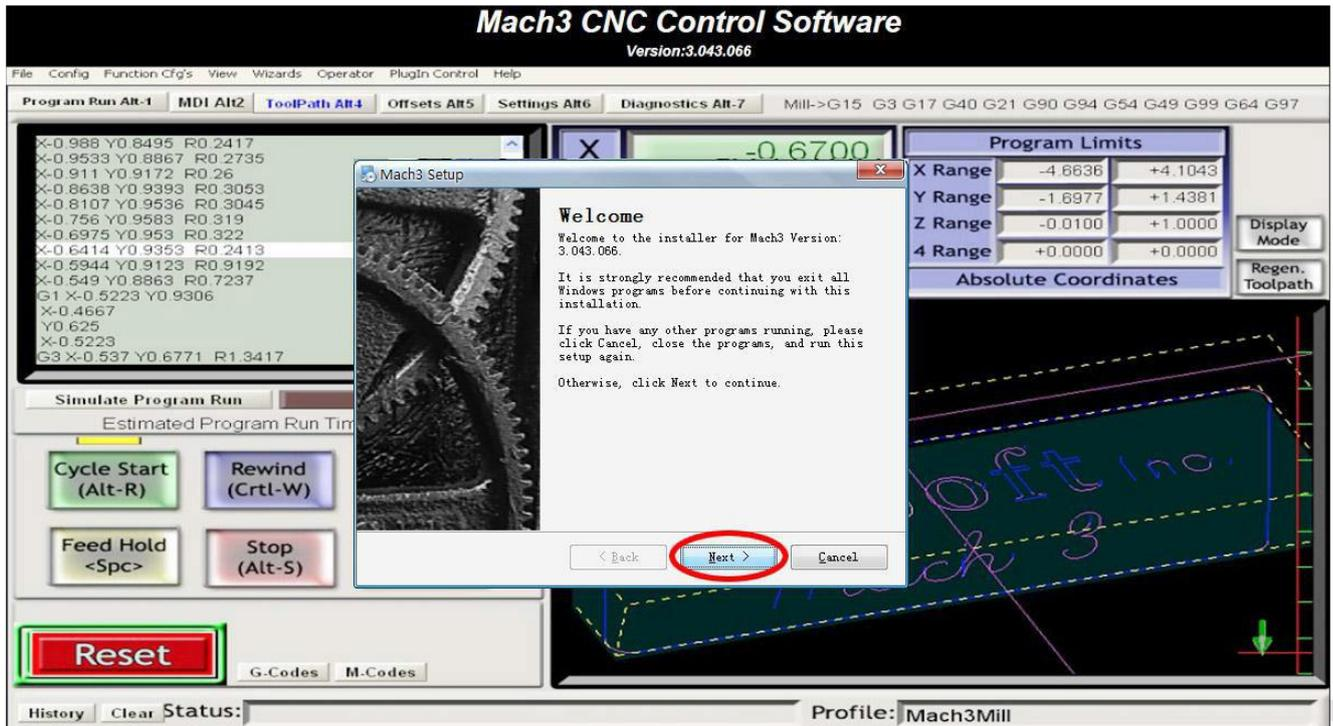 Mach3 CNC Control Software
Version:3.043.066
File Config Function Cfg's View Wizards Operator PlugIn Control Help
Program Run Alt-1 MDI Alt2 ToolPath Alt4 Offsets Alt5 Settings Alt6 Diagnostics Alt-7 Mill->G15 G3 G17 G40 G21 G90 G94 G54 G49 G99 G64 G97
X-0.988 Y0.8495 R0.2417
X-0.9533 Y0.8867 R0.2735
X-0.911 Y0.9172 R0.26
X-0.8638 Y0.9393 R0.3053
X-0.8107 Y0.9536 R0.3045
X-0.756 Y0.9583 R0.319
X-0.6975 Y0.953 R0.322
X-0.6414 Y0.9353 R0.2413
X-0.5944 Y0.9123 R0.9192
X-0.549 Y0.8863 R0.7237
G1 X-0.5223 Y0.9306
X-0.4667
Y0.625
X-0.5223
G3 X-0.537 Y0.6771 R1.3417
X -0.6700
Program Limits
X Range -4.6636 +4.1043
Y Range -1.6977 +1.4381
Z Range -0.0100 +1.0000
4 Range +0.0000 +0.0000
Absolute Coordinates
Display
Mode
Regen.
Toolpath
Mach3 Setup
Welcome
Welcome to the installer for Mach3 Version:
3.043.066.
It is strongly recommended that you exit all
Windows programs before continuing with this
installation.
If you have any other programs running, please
click Cancel, close the programs, and run this
setup again.
Otherwise, click Next to continue.
< Back Next > Cancel
Simulate Program Run
Estimated Program Run Tim
Cycle Start
(Alt-R)
Rewind
(Crtl-W)
Feed Hold
<Spc>
Stop
(Alt-S)
oft Inc.
Mach 3
Reset
G-Codes M-Codes
History Clear Status: Profile: Mach3Mill